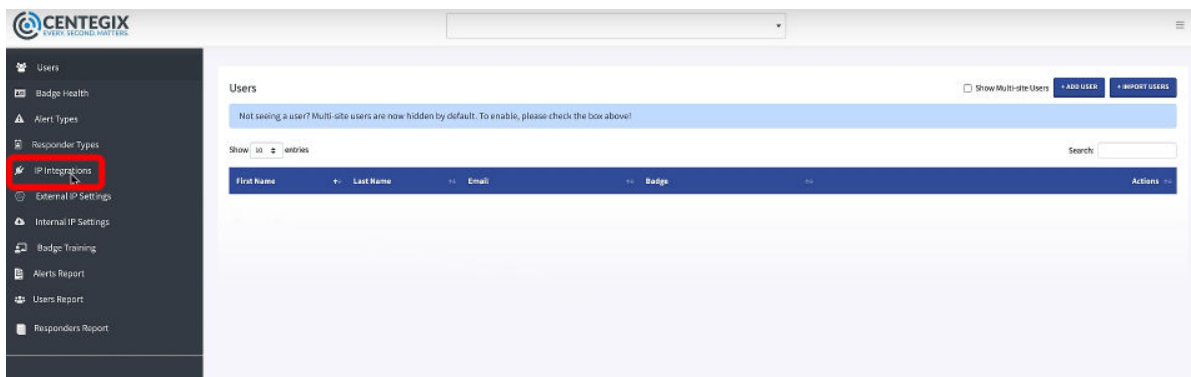 CENTEGIX
EVERY. SECOND. MATTERS.
Users
Badge Health
Alert Types
Responder Types
IP Integrations
External IP Settings
Internal IP Settings
Badge Training
Alerts Report
Users Report
Responders Report
Users
Show Multi-site Users
+ ADD USER
+ IMPORT USERS
Not seeing a user? Multi-site users are now hidden by default. To enable, please check the box above!
Show 10 entries
Search:
First Name Last Name Email Badge Actions